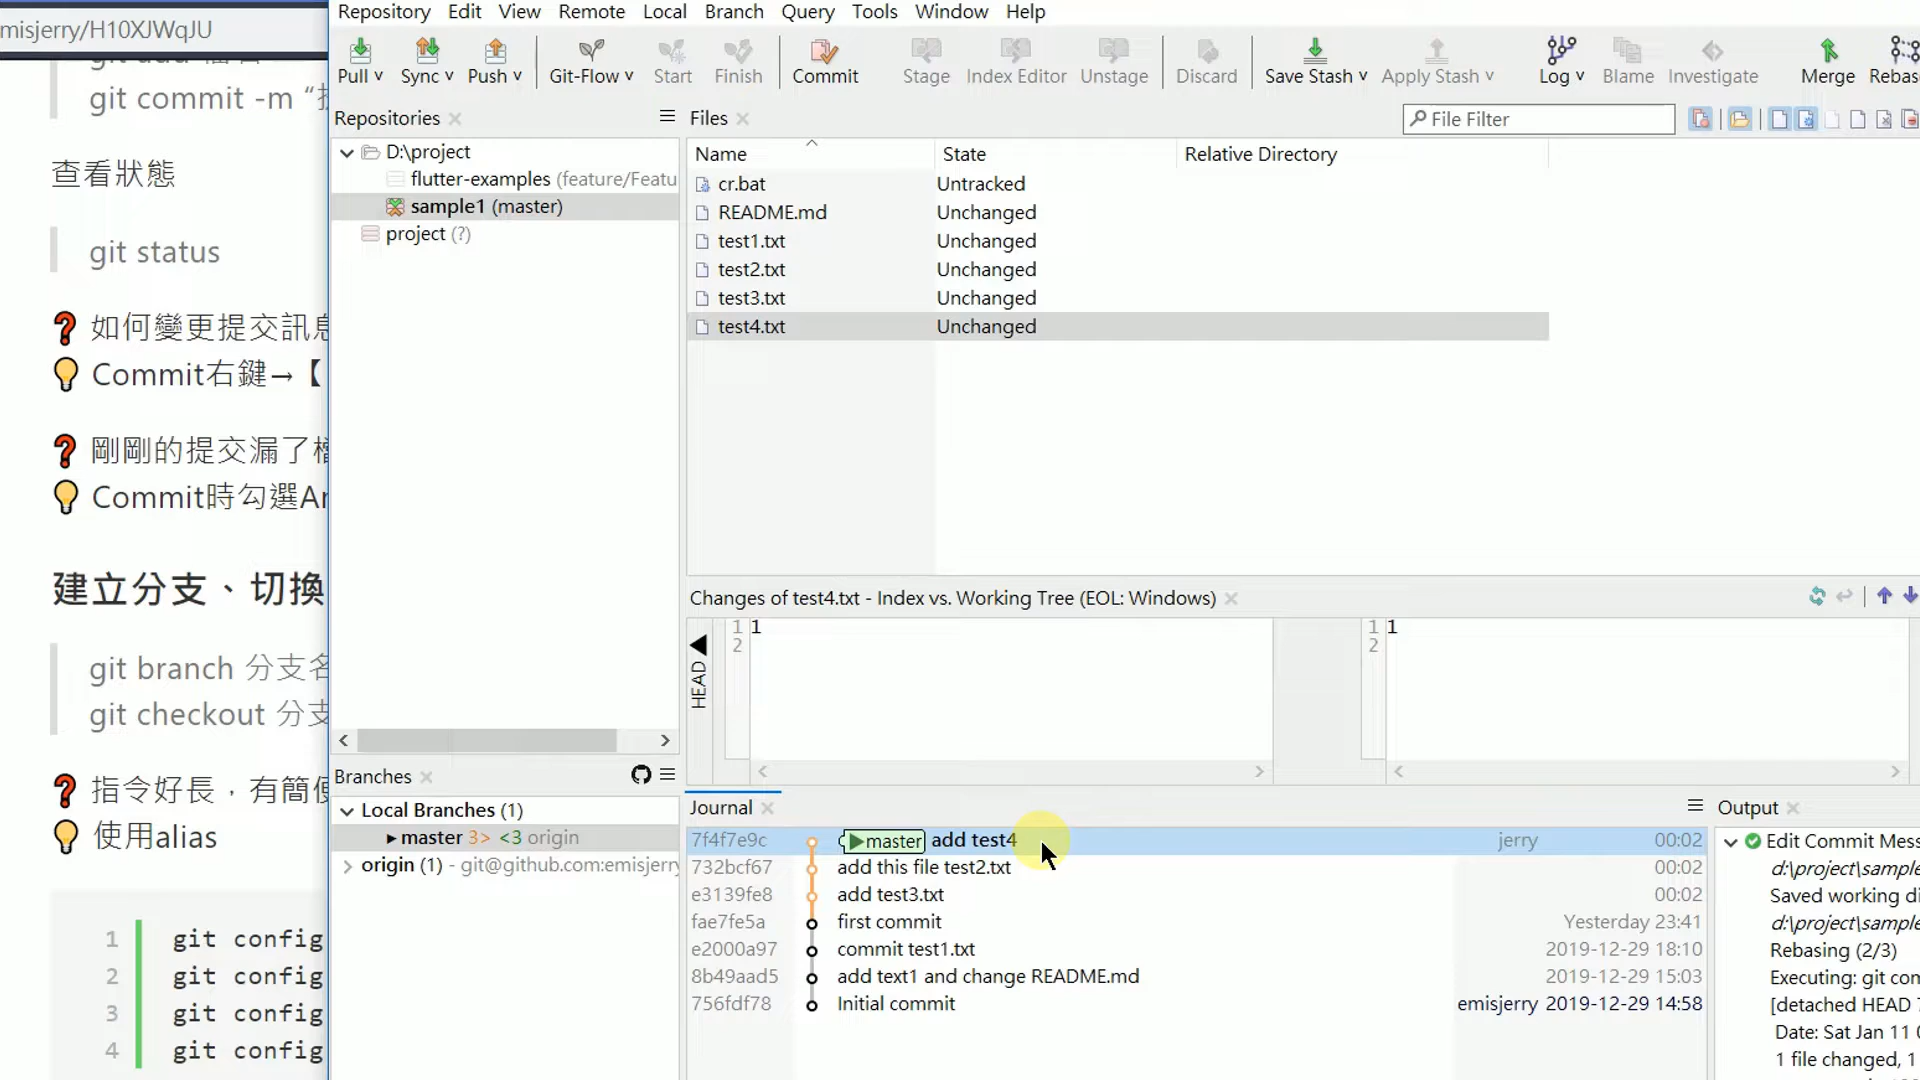 misjerry/H10XJWqJU
git commit -m “
查看狀態
git status
如何變更提交訊息
Commit右鍵→【
剛剛的提交漏了檔
Commit時勾選A
建立分支、切換
git branch 分支名
git checkout 分支
指令好長，有簡便
使用alias
1 git config
2 git config
3 git config
4 git config
Repository Edit View Remote Local Branch Query Tools Window Help
Pull Sync Push Git-Flow Start Finish Commit Stage Index Editor Unstage Discard Save Stash Apply Stash Log Blame Investigate Merge Rebas
Repositories
D:\project
flutter-examples (feature/Featu
sample1 (master)
project (?)
Files
File Filter
Name State Relative Directory
cr.bat Untracked
README.md Unchanged
test1.txt Unchanged
test2.txt Unchanged
test3.txt Unchanged
test4.txt Unchanged
Changes of test4.txt - Index vs. Working Tree (EOL: Windows)
HEAD
1 1
2
1 1
2
Branches
Local Branches (1)
master 3> <3 origin
origin (1) - git@github.com:emisjerry
Journal
7f4f7e9c master add test4 jerry 00:02
732bcf67 add this file test2.txt 00:02
e3139fe8 add test3.txt 00:02
fae7fe5a first commit Yesterday 23:41
e2000a97 commit test1.txt 2019-12-29 18:10
8b49aad5 add text1 and change README.md 2019-12-29 15:03
756fdf78 Initial commit emisjerry 2019-12-29 14:58
Output
Edit Commit Mess
d:\project\sample
Saved working di
d:\project\sample
Rebasing (2/3)
Executing: git com
[detached HEAD 7
Date: Sat Jan 11 0
1 file changed, 1